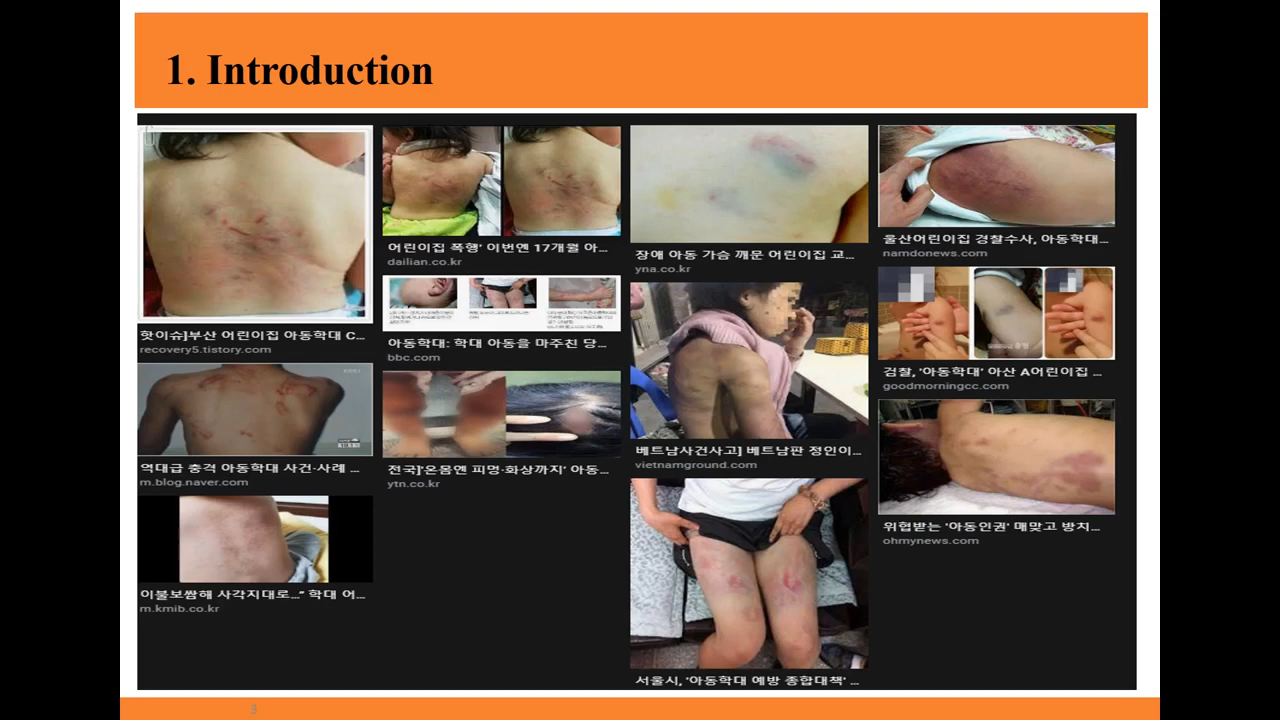 1. Introduction
핫이슈]부산 어린이집 아동학대 C...
recovery5.tistory.com
역대급 충격 아동학대 사건·사례 ...
m.blog.naver.com
이불보쌈해 사각지대로…" 학대 어...
m.kmib.co.kr
어린이집 폭행' 이번엔 17개월 아...
dailian.co.kr
아동학대: 학대 아동을 마주친 당...
bbc.com
전국]'온몸엔 피멍·화상까지' 아동...
ytn.co.kr
장애 아동 가슴 깨문 어린이집 교...
yna.co.kr
베트남사건사고] 베트남판 정인이...
vietnamground.com
서울시, '아동학대 예방 종합대책' ...
울산어린이집 경찰수사, 아동학대...
namdonews.com
검찰, '아동학대' 아산 A어린이집 ...
goodmorningcc.com
위협받는 '아동인권' 매맞고 방치...
ohmynews.com
3